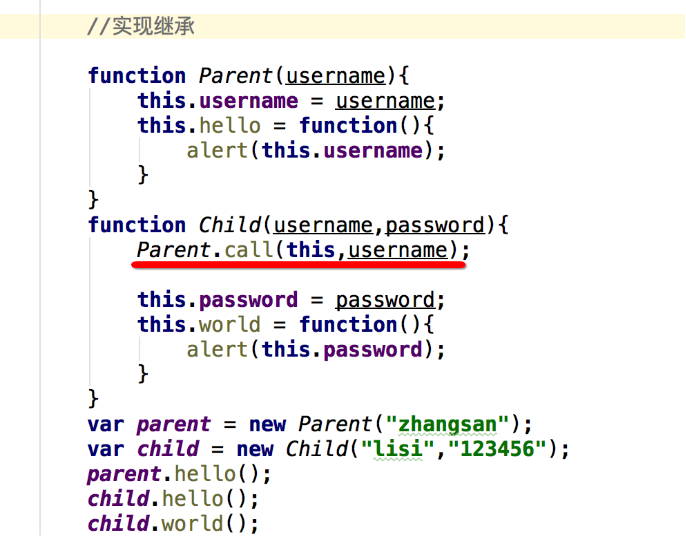 //实现继承
function Parent(username){
this.username = username;
this.hello = function(){
alert(this.username);
}
}
function Child(username,password){
Parent.call(this,username);
this.password = password;
this.world = function(){
alert(this.password);
}
}
var parent = new Parent("zhangsan");
var child = new Child("lisi","123456");
parent.hello();
child.hello();
child.world();